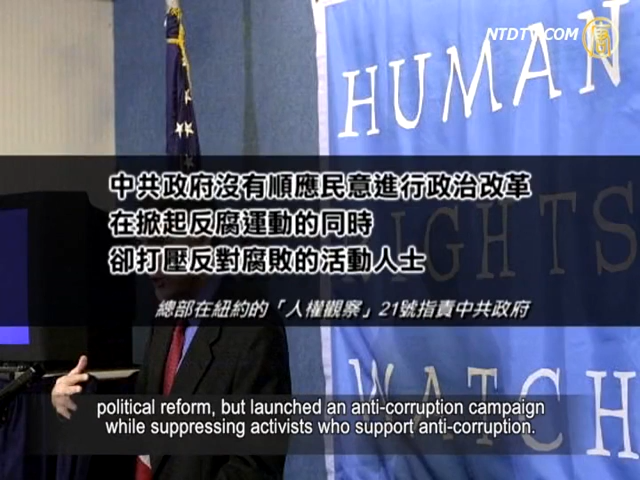 NTDTV.COM
HUMAN
RIGHTS
WATCH
中共政府沒有順應民意進行政治改革
在掀起反腐運動的同時
卻打壓反對腐敗的活動人士
總部在紐約的「人權觀察」21號指責中共政府
political reform, but launched an anti-corruption campaign
while suppressing activists who support anti-corruption.